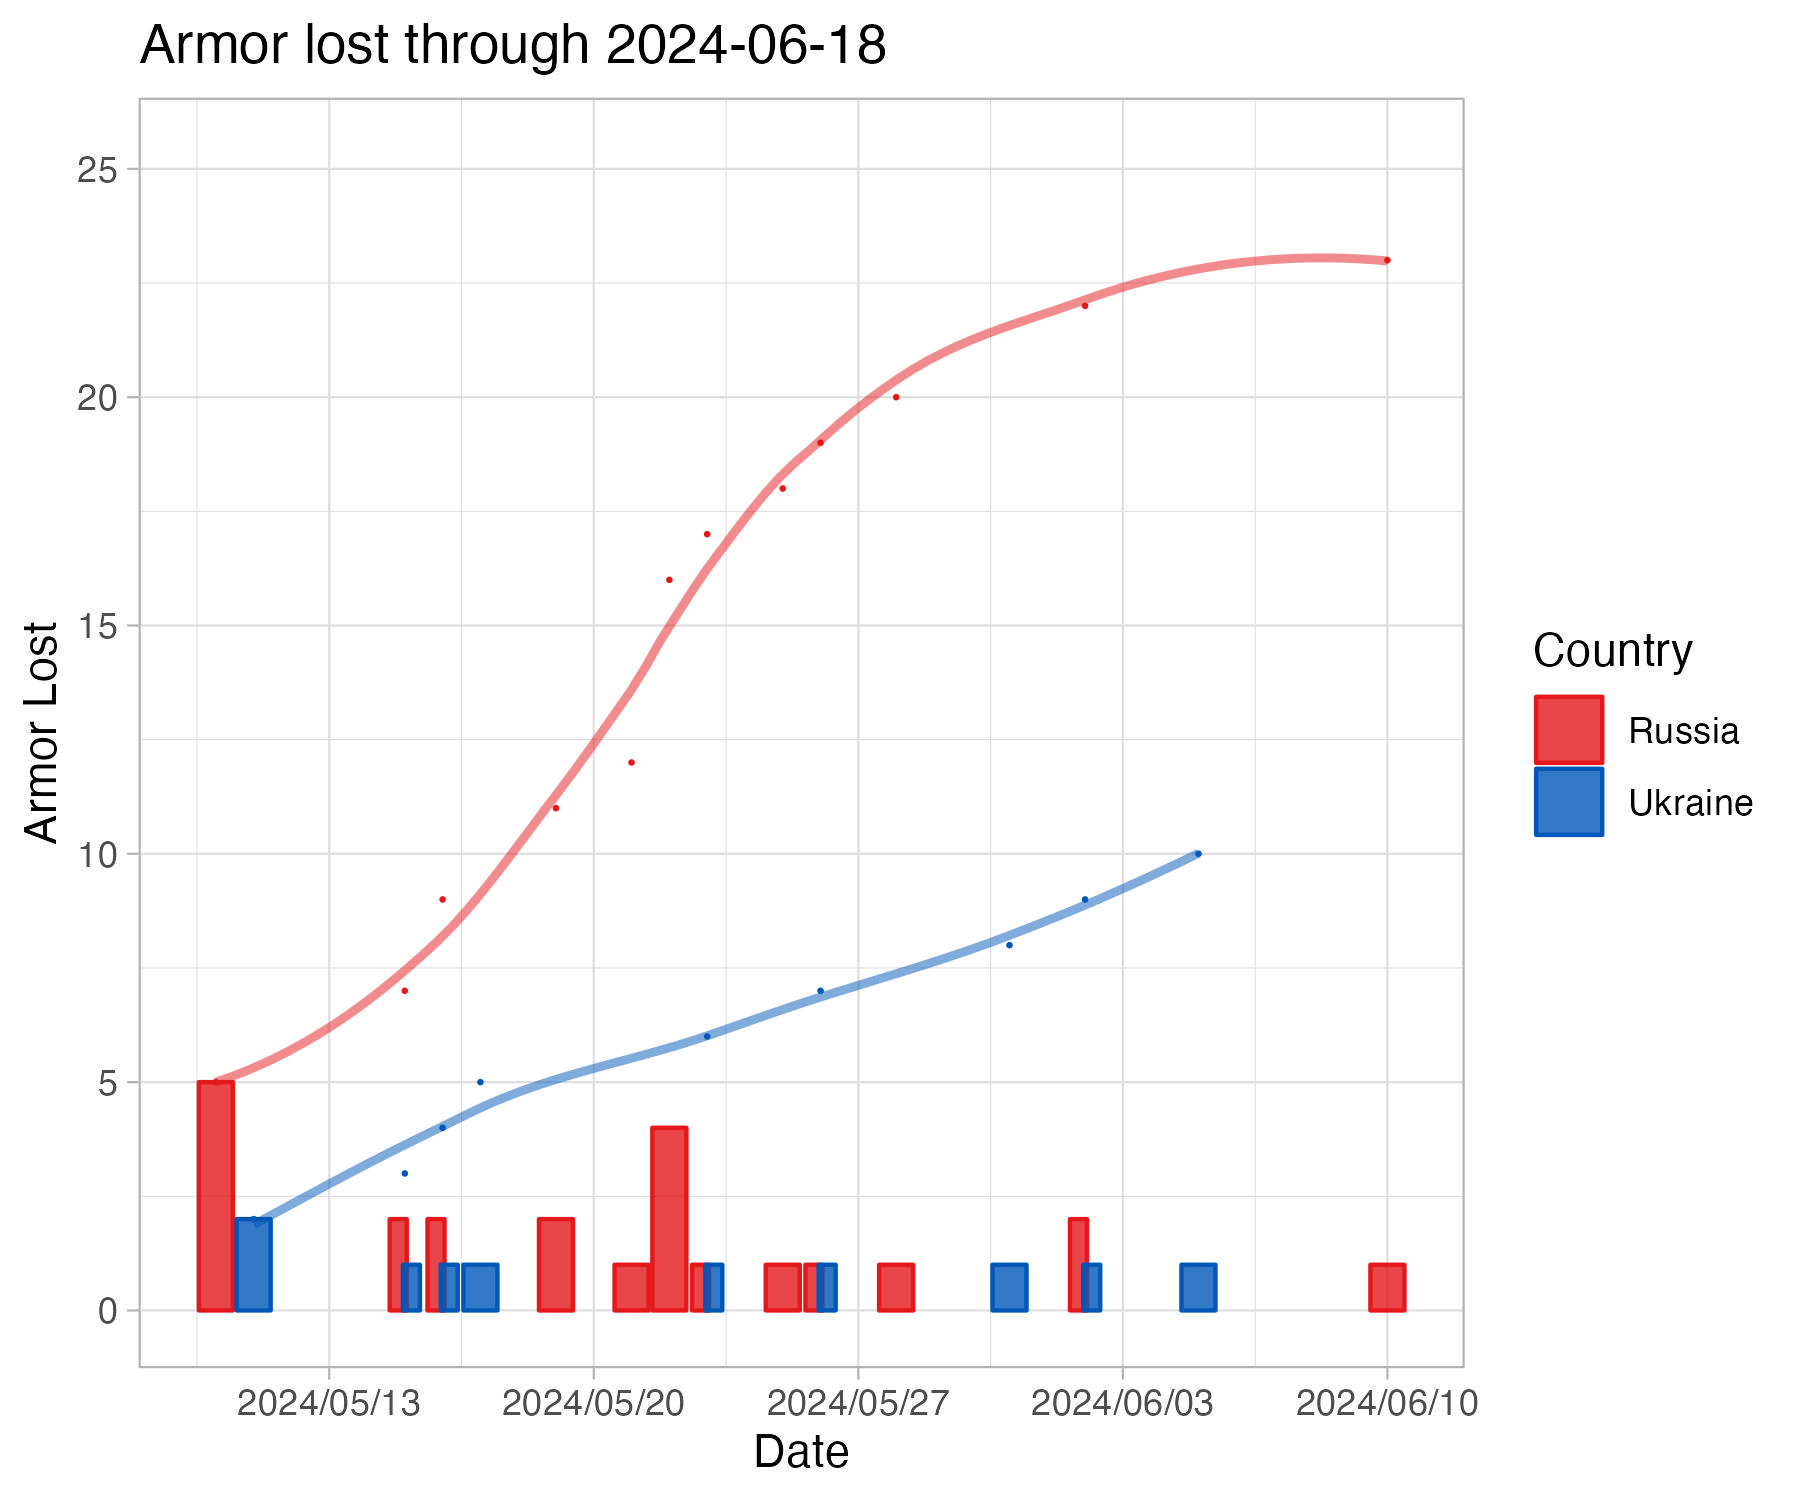 Armor lost through 2024-06-18
25
20
15
10
5
0
Armor Lost
2024/05/13
2024/05/20
2024/05/27
2024/06/03
2024/06/10
Date
Country
Russia
Ukraine